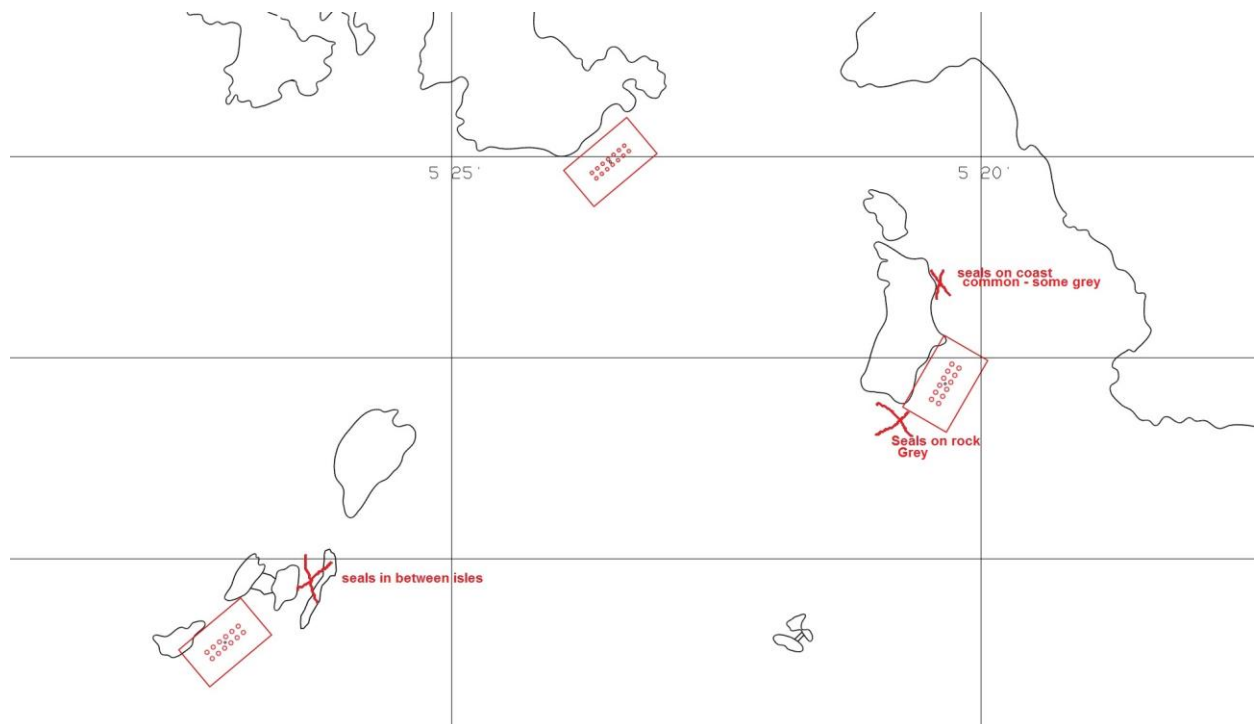 5 25'
5 20'
seals on coast
common - some grey
Seals on rock
Grey
seals in between isles